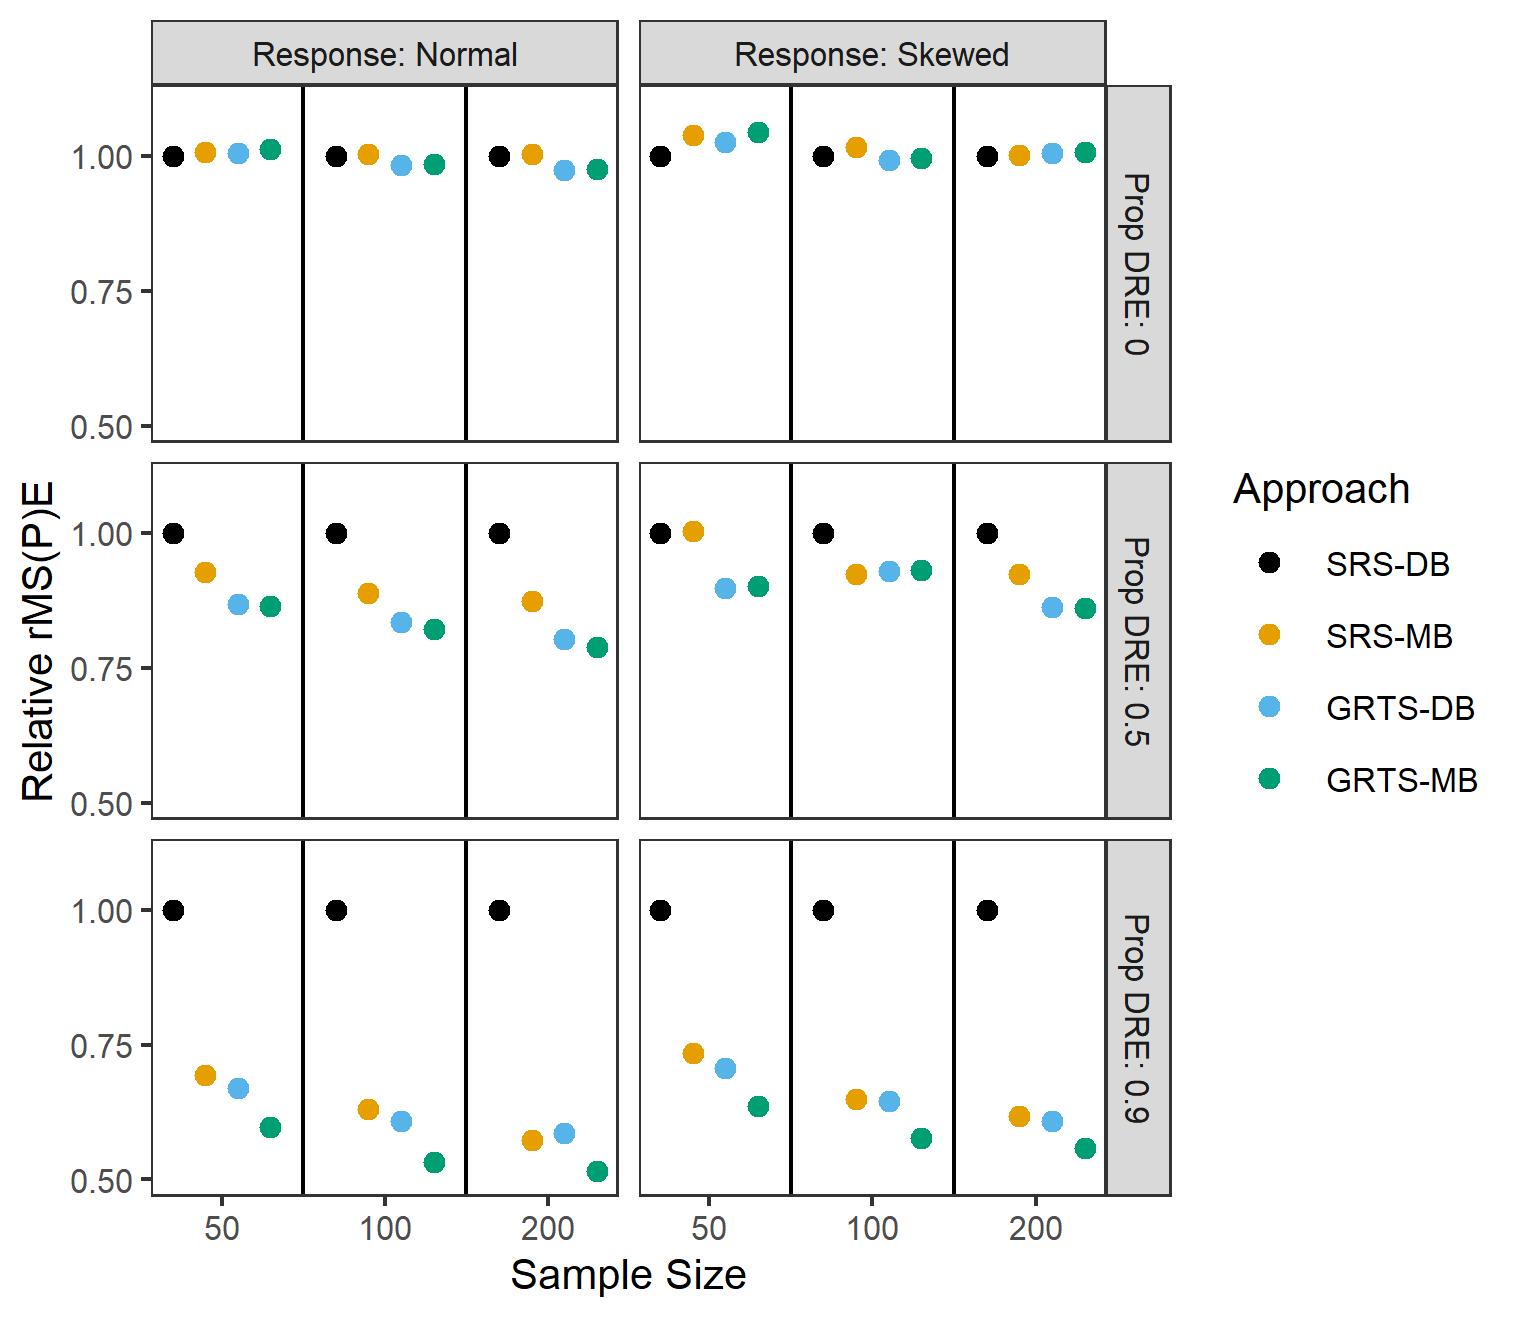 Response: Normal
Response: Skewed
1.00
0.75
0.50
Prop DRE: 0
1.00
0.75
0.50
Prop DRE: 0.5
1.00
0.75
0.50
Prop DRE: 0.9
50
100
200
50
100
200
Sample Size
Relative rMS(P)E
Approach
SRS-DB
SRS-MB
GRTS-DB
GRTS-MB